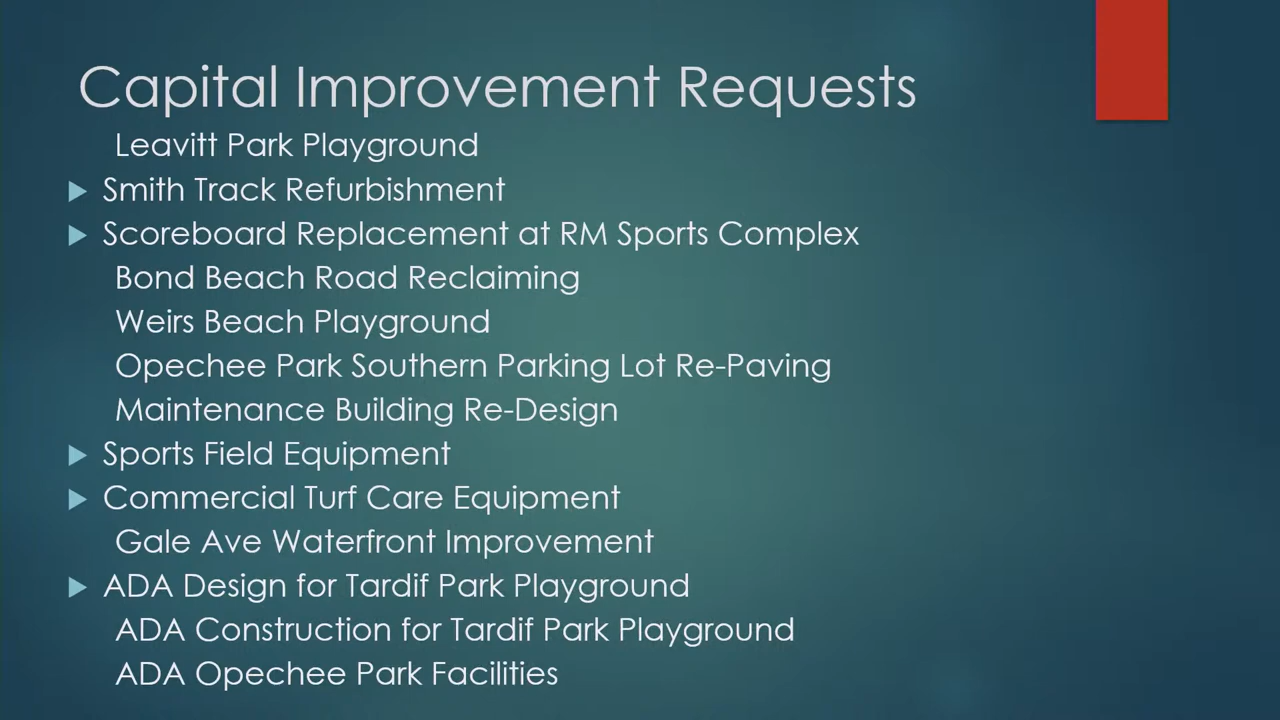 Capital Improvement Requests
Leavitt Park Playground
Smith Track Refurbishment
Scoreboard Replacement at RM Sports Complex
Bond Beach Road Reclaiming
Weirs Beach Playground
Opechee Park Southern Parking Lot Re-Paving
Maintenance Building Re-Design
Sports Field Equipment
Commercial Turf Care Equipment
Gale Ave Waterfront Improvement
ADA Design for Tardif Park Playground
ADA Construction for Tardif Park Playground
ADA Opechee Park Facilities